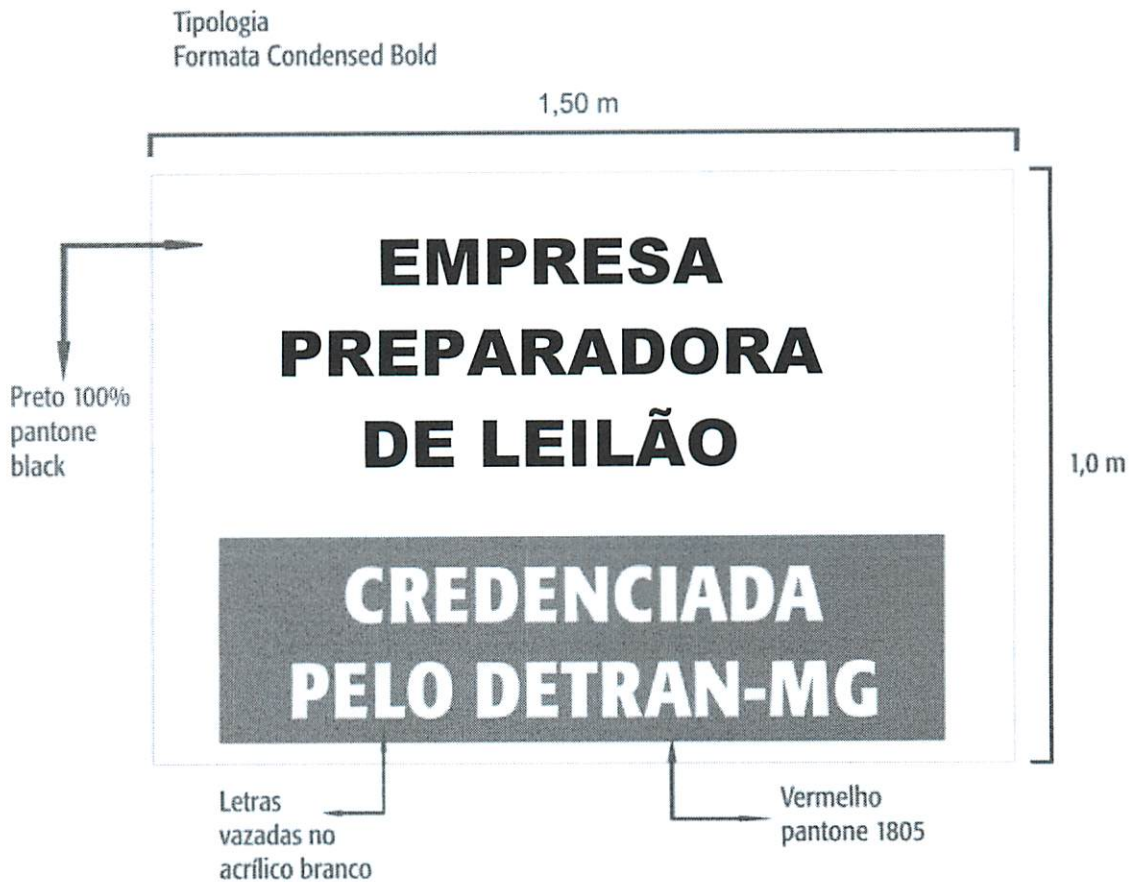 Tipologia
Formata Condensed Bold
1,50 m
EMPRESA
PREPARADORA
DE LEILÃO
Preto 100%
pantone
black
1,0 m
CREDENCIADA
PELO DETRAN-MG
Letras
vazadas no
acrílico branco
Vermelho
pantone 1805